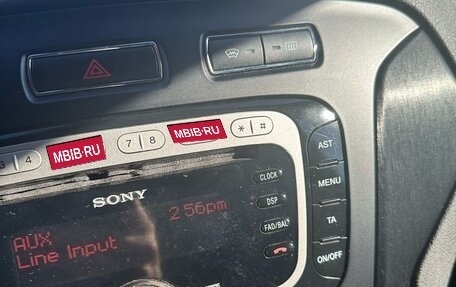 3 4 MBIB·RU 7 8 MBIB·RU * #
SONY
2:56pm
AUX
Line Input
CLOCK
DSP
FAD/BAL
AST
MENU
TA
ON/OFF